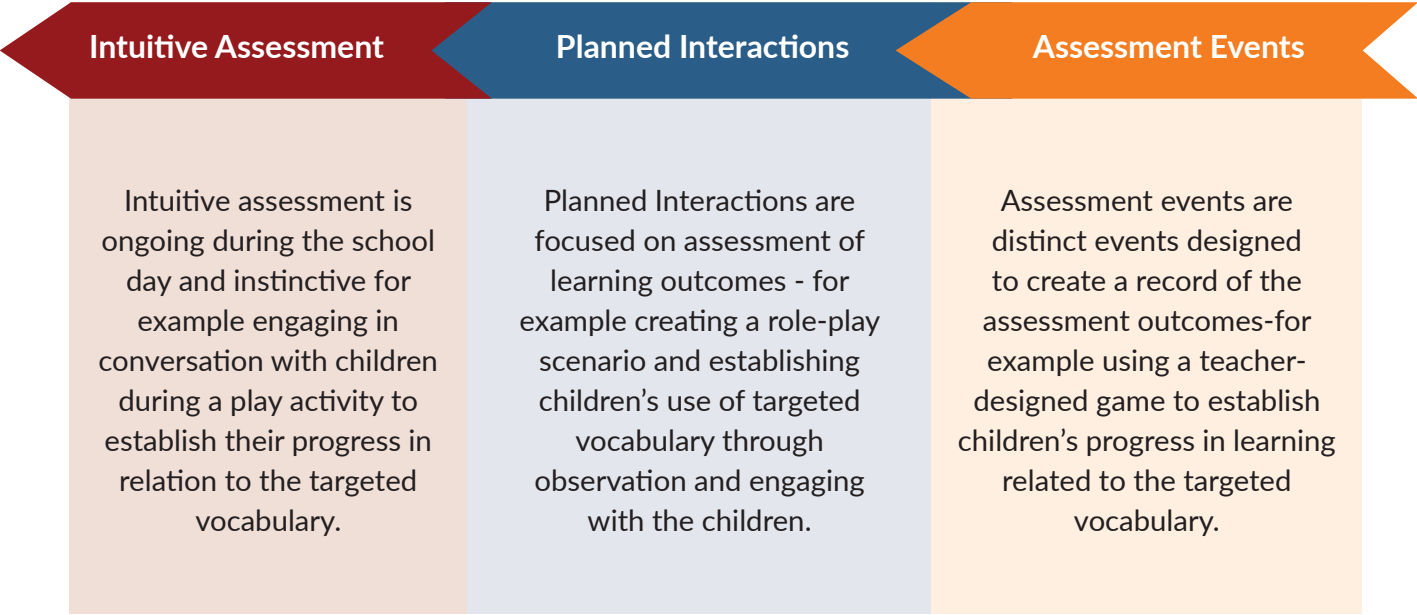 Intuitive Assessment
Intuitive assessment is
ongoing during the school
day and instinctive for
example engaging in
conversation with children
during a play activity to
establish their progress in
relation to the targeted
vocabulary.
Planned Interactions
Planned Interactions are
focused on assessment of
learning outcomes - for
example creating a role-play
scenario and establishing
children’s use of targeted
vocabulary through
observation and engaging
with the children.
Assessment Events
Assessment events are
distinct events designed
to create a record of the
assessment outcomes-for
example using a teacher-
designed game to establish
children’s progress in learning
related to the targeted
vocabulary.